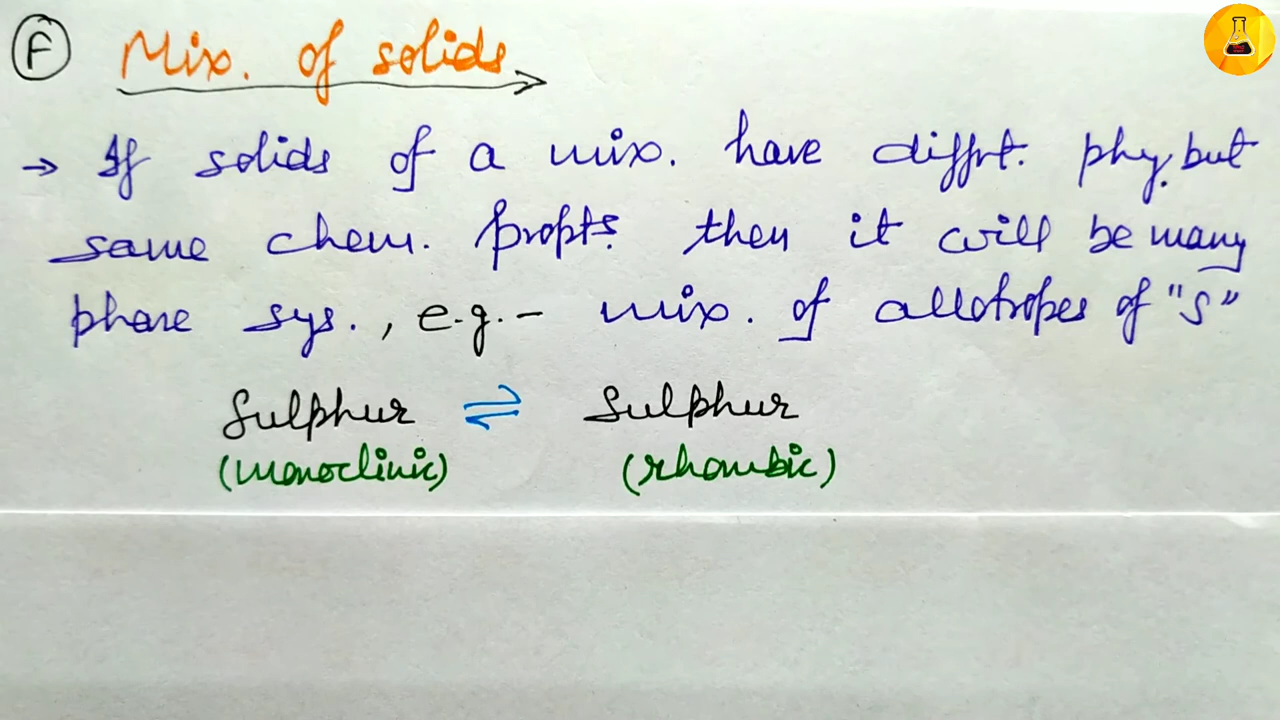 F Mix. of solids
→ If solids of a mix. have diffrt. phy. but
same chem. propts. then it will be many
phase sys., e.g.- mix. of allotropes of "S"
Sulphur ⇌ Sulphur
(monoclinic) (rhombic)